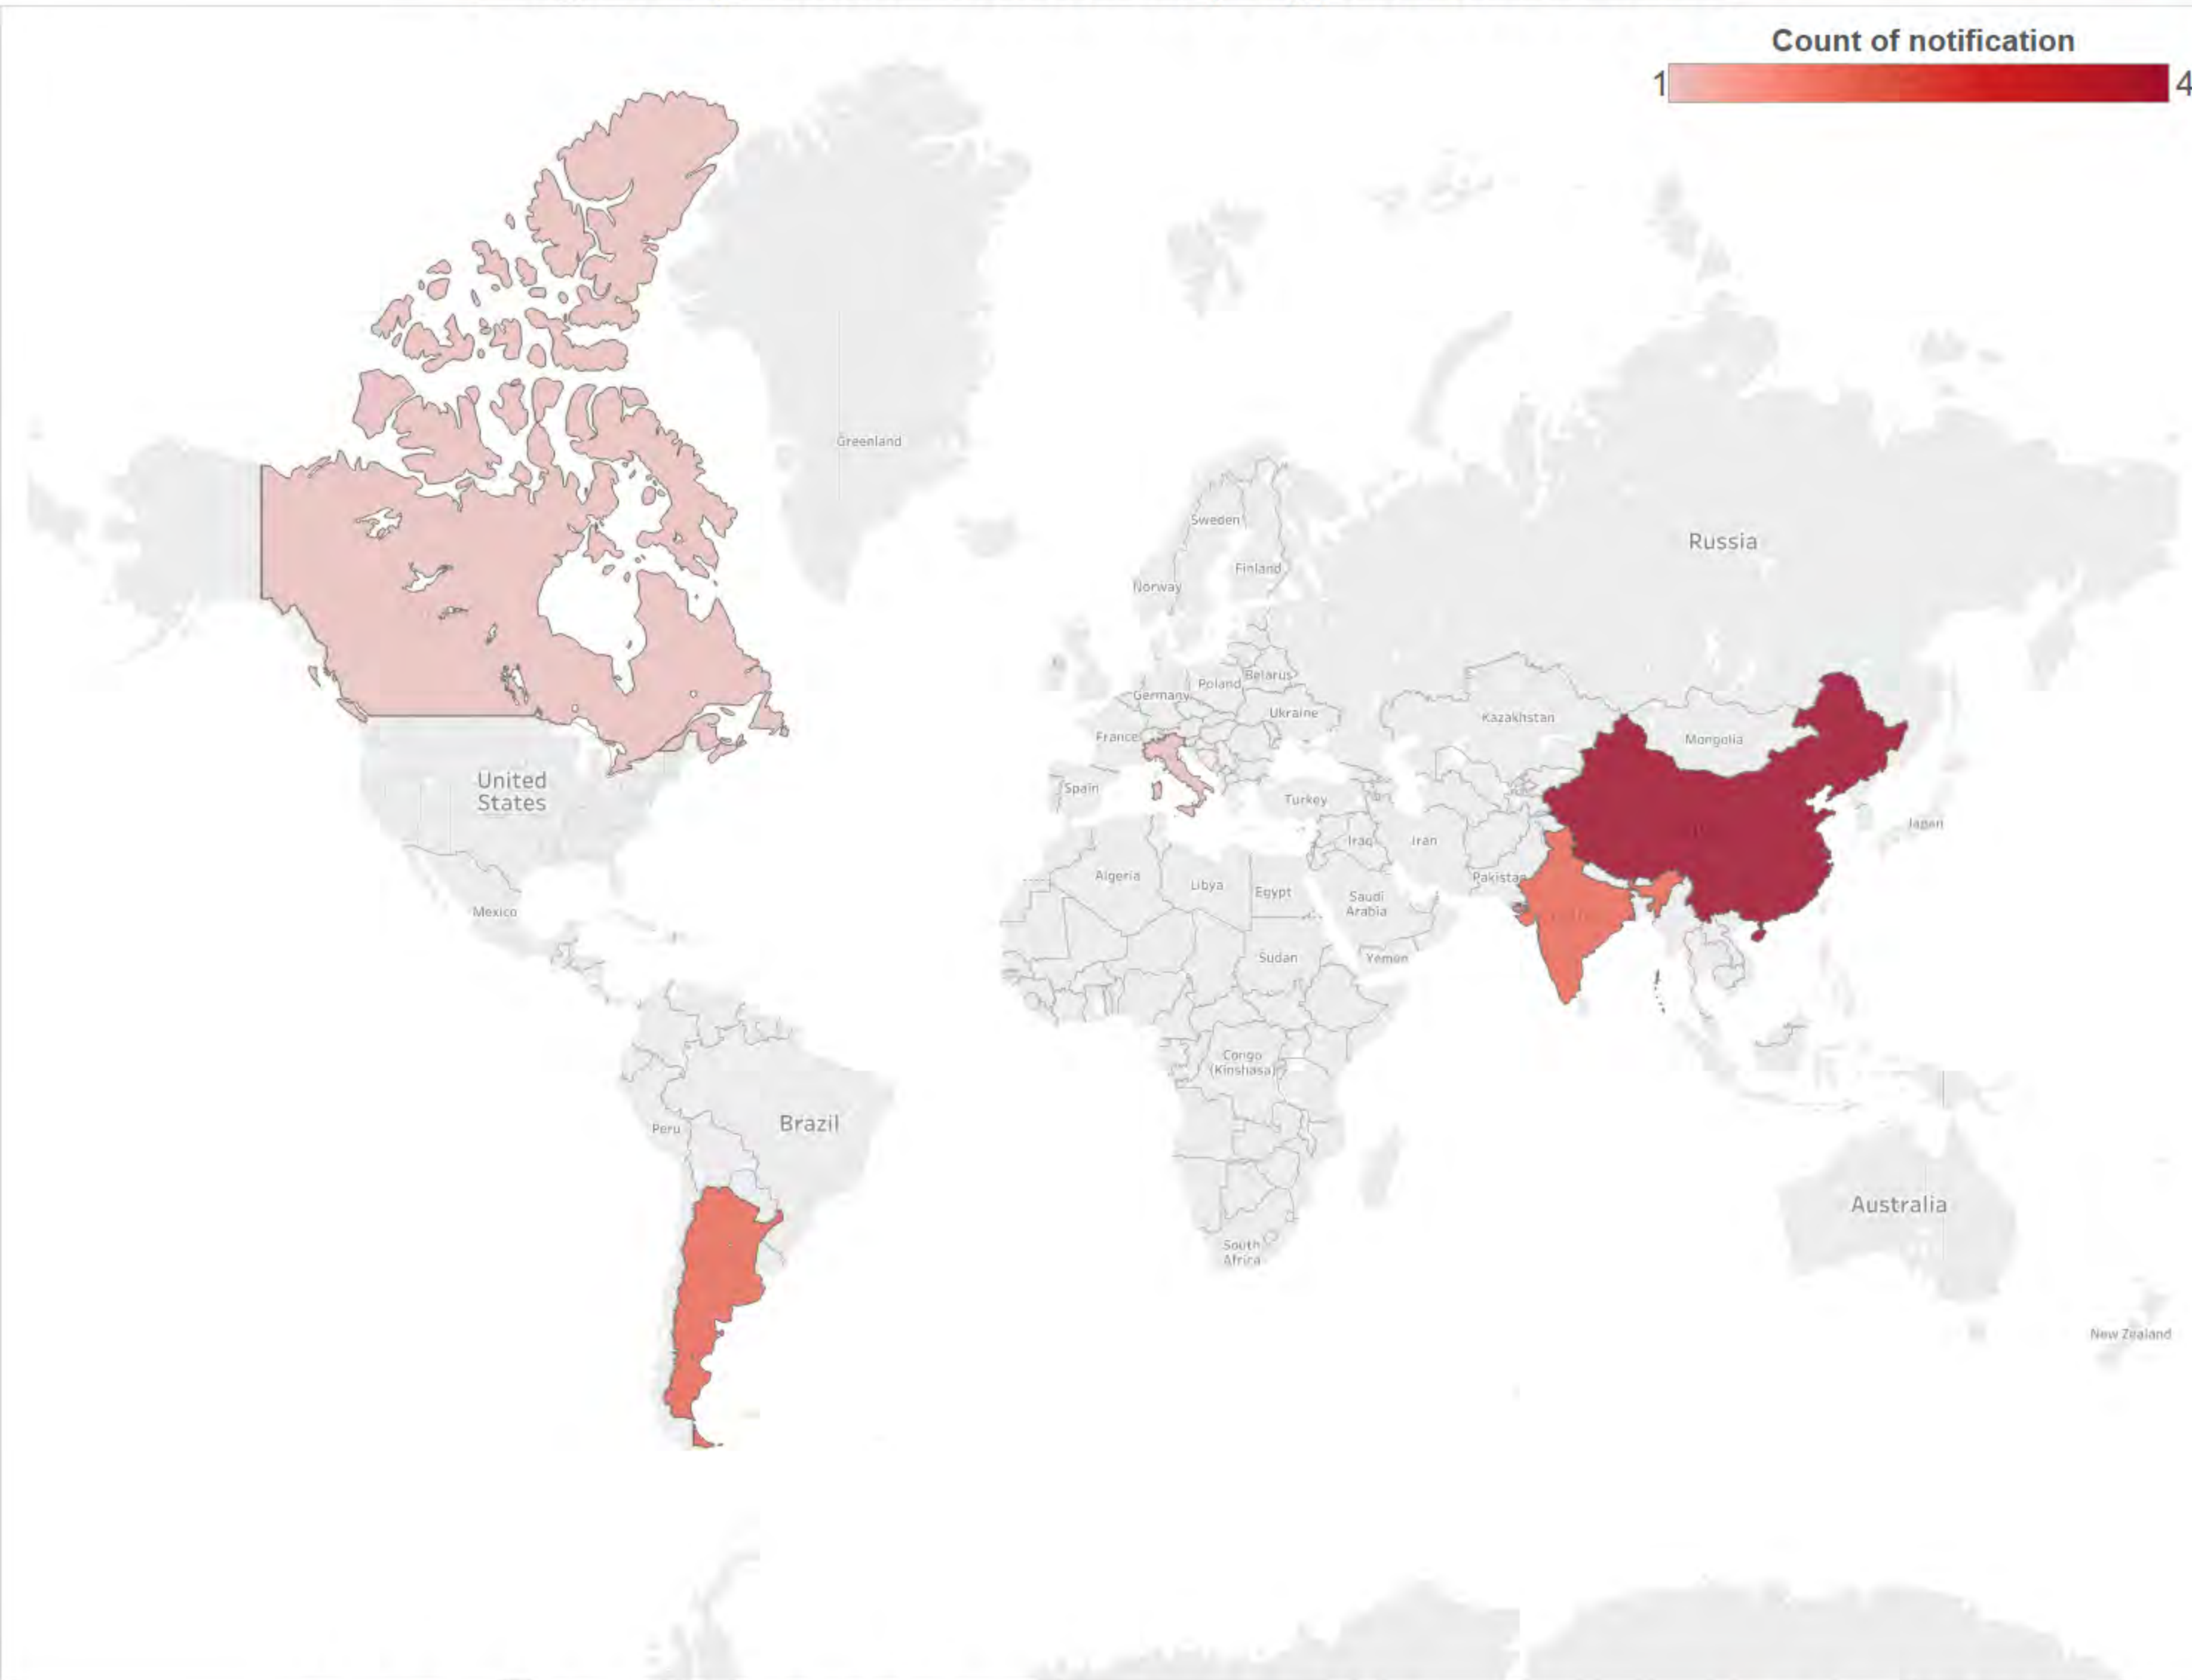 Count of notification
1
4
Greenland
Sweden
Russia
Finland
Norway
Belarus
Poland
Germany
Ukraine
Kazakhstan
France
Mongolia
United
States
Spain
Turkey
Japan
Iraq
Iran
Algeria
Pakistan
Libya
Egypt
Saudi
Arabia
Mexico
Sudan
Yemen
Congo
(Kinshasa)
Brazil
Peru
Australia
South
Africa
New Zealand